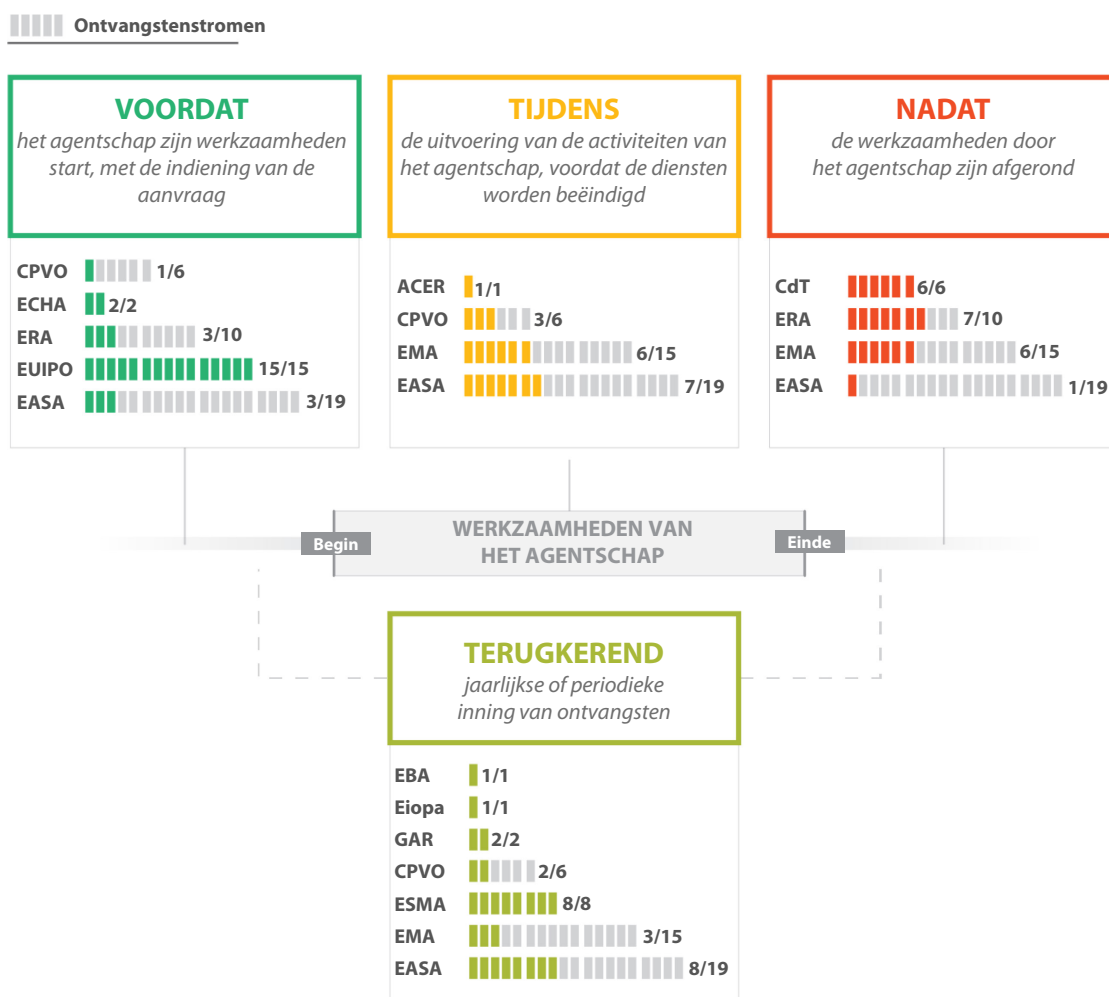 Ontvangstenstromen
VOORDAT
het agentschap zijn werkzaamheden
start, met de indiening van de
aanvraag
CPVO 1/6
ECHA 2/2
ERA 3/10
EUIPO 15/15
EASA 3/19
TIJDENS
de uitvoering van de activiteiten van
het agentschap, voordat de diensten
worden beëindigd
ACER 1/1
CPVO 3/6
EMA 6/15
EASA 7/19
NADAT
de werkzaamheden door
het agentschap zijn afgerond
CdT 6/6
ERA 7/10
EMA 6/15
EASA 1/19
Begin
WERKZAAMHEDEN VAN
HET AGENTSCHAP
Einde
TERUGKEREND
jaarlijkse of periodieke
inning van ontvangsten
EBA 1/1
Eiopa 1/1
GAR 2/2
CPVO 2/6
ESMA 8/8
EMA 3/15
EASA 8/19